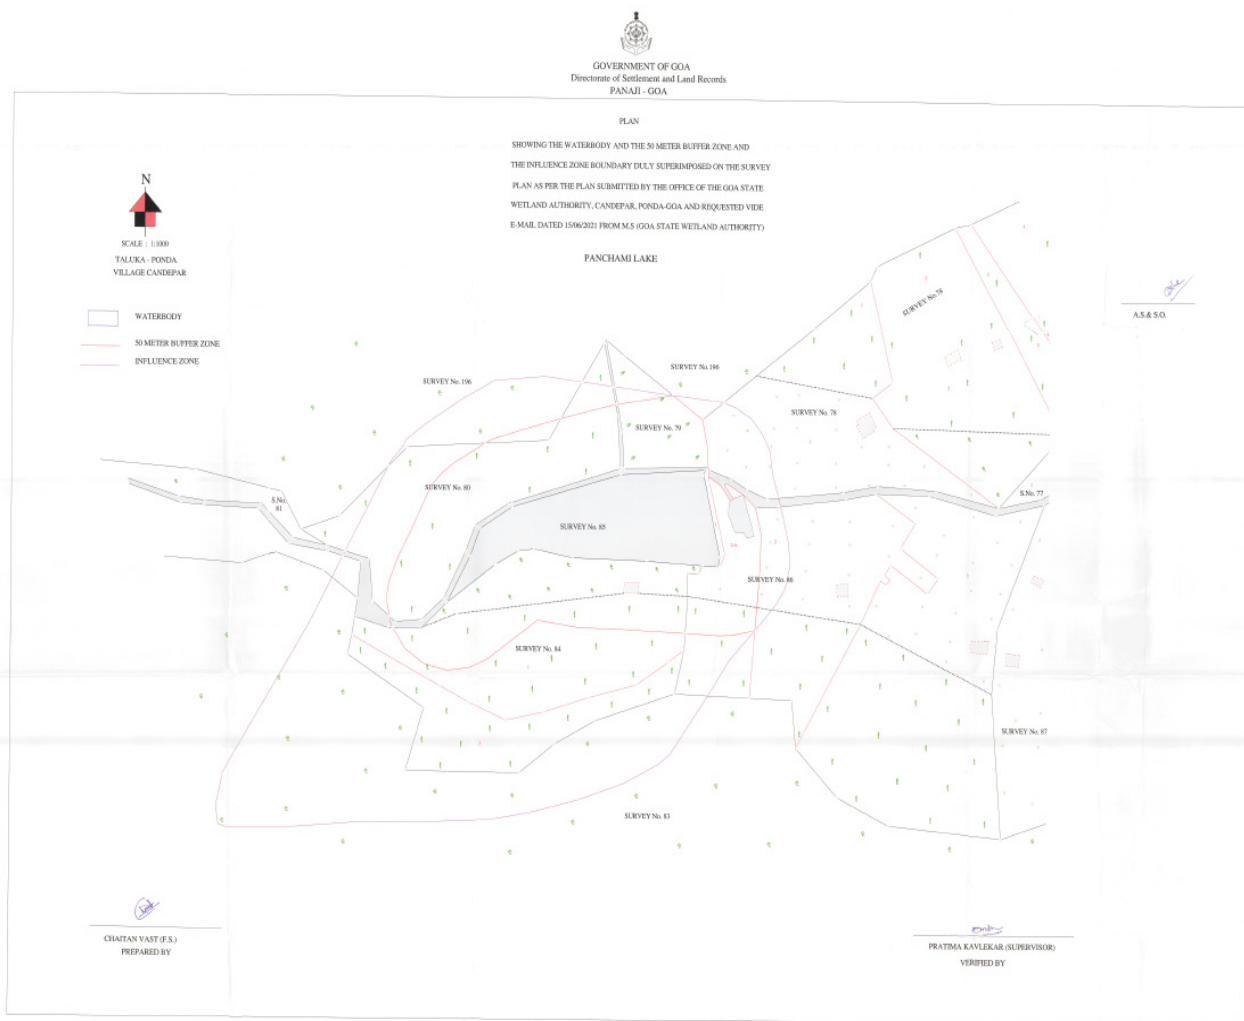 GOVERNMENT OF GOA
Directorate of Settlement and Land Records
PANAJI - GOA
PLAN
SHOWING THE WATERBODY AND THE 50 METER BUFFER ZONE AND
THE INFLUENCE ZONE BOUNDARY DULY SUPERIMPOSED ON THE SURVEY
PLAN AS PER THE PLAN SUBMITTED BY THE OFFICE OF THE GOA STATE
WETLAND AUTHORITY, CANDEPAR, PONDA-GOA AND REQUESTED VIDE
E-MAIL DATED 15/06/2021 FROM M.S (GOA STATE WETLAND AUTHORITY)
PANCHAMI LAKE
N
SCALE : 1:1000
TALUKA - PONDA
VILLAGE CANDEPAR
WATERBODY
50 METER BUFFER ZONE
INFLUENCE ZONE
A.S.& S.O.
SURVEY No.78
SURVEY No. 196
SURVEY No. 196
SURVEY No. 78
SURVEY No. 79
SURVEY No. 80
S.No. 77
S.No.
81
SURVEY No. 85
SURVEY No. 86
SURVEY No. 84
SURVEY No. 87
SURVEY No. 83
CHAITAN VAST (F.S.)
PREPARED BY
PRATIMA KAVLEKAR (SUPERVISOR)
VERIFIED BY